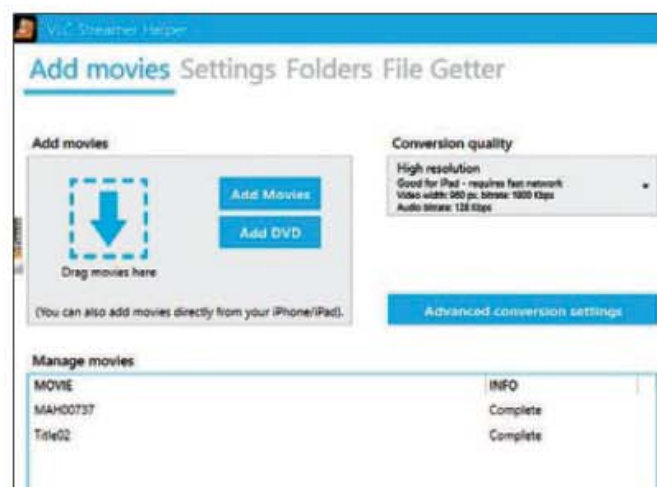 VLC Streamer Helper
Add movies Settings Folders File Getter
Add movies
Add Movies
Add DVD
Drag movies here
(You can also add movies directly from your iPhone/iPad).
Conversion quality
High resolution
Good for iPad - requires fast network
Video width: 960 px, bitrate: 1800 Kbps
Audio bitrate: 128 Kbps
Advanced conversion settings
Manage movies
MOVIE INFO
MAH00737 Complete
Title02 Complete